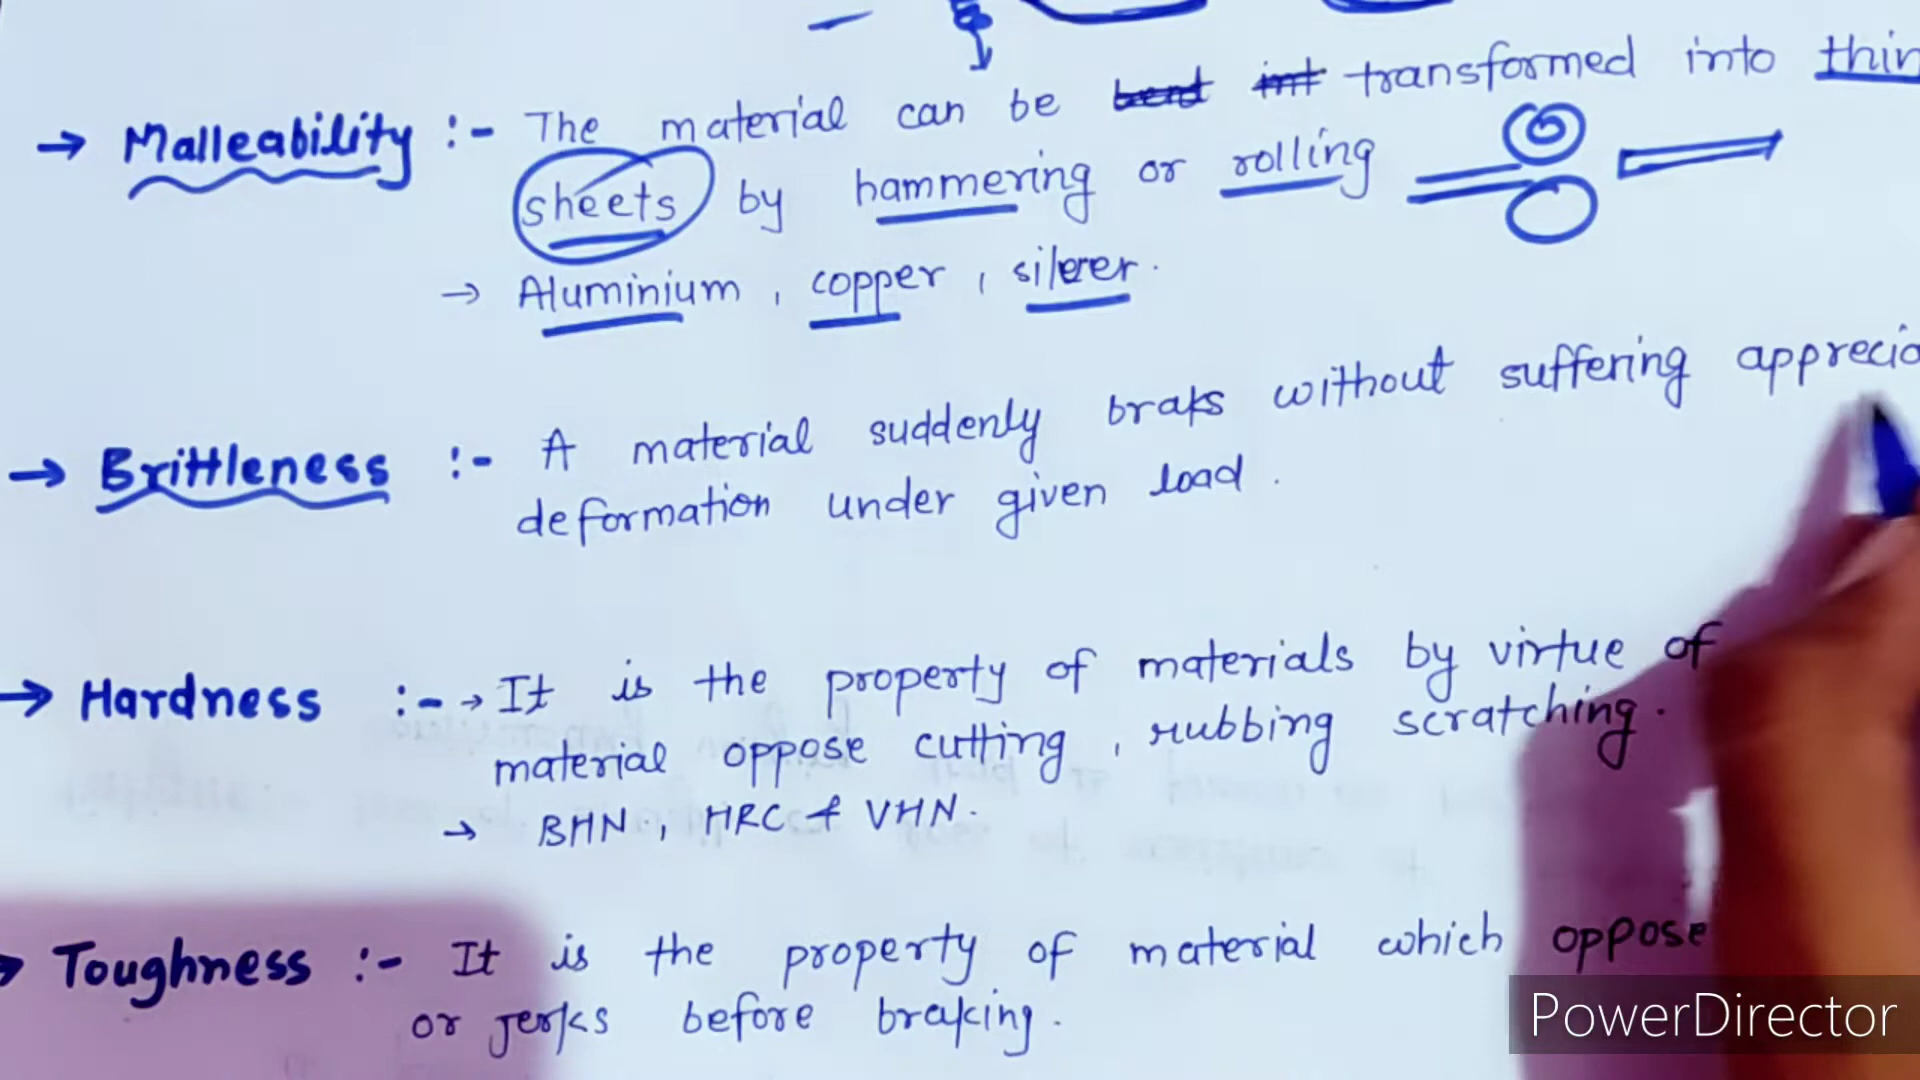 → Malleability :- The material can be bend int transformed into thin
sheets by hammering or rolling
→ Aluminium , copper , silver.
→ Brittleness :- A material suddenly braks without suffering apprecia
deformation under given load .
→ Hardness :- → It is the property of materials by virtue of
material oppose cutting , rubbing scratching .
→ BHN , HRC & VHN .
→ Toughness :- It is the property of material which oppose
or jerks before braking .
PowerDirector